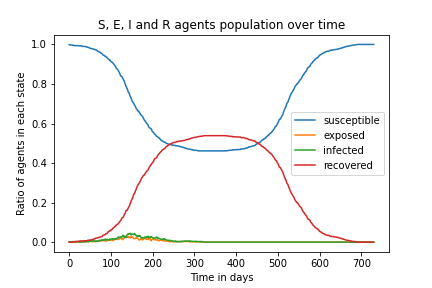 S, E, I and R agents population over time
Ratio of agents in each state
1.0
0.8
0.6
0.4
0.2
0.0
susceptible
exposed
infected
recovered
0 100 200 300 400 500 600 700
Time in days